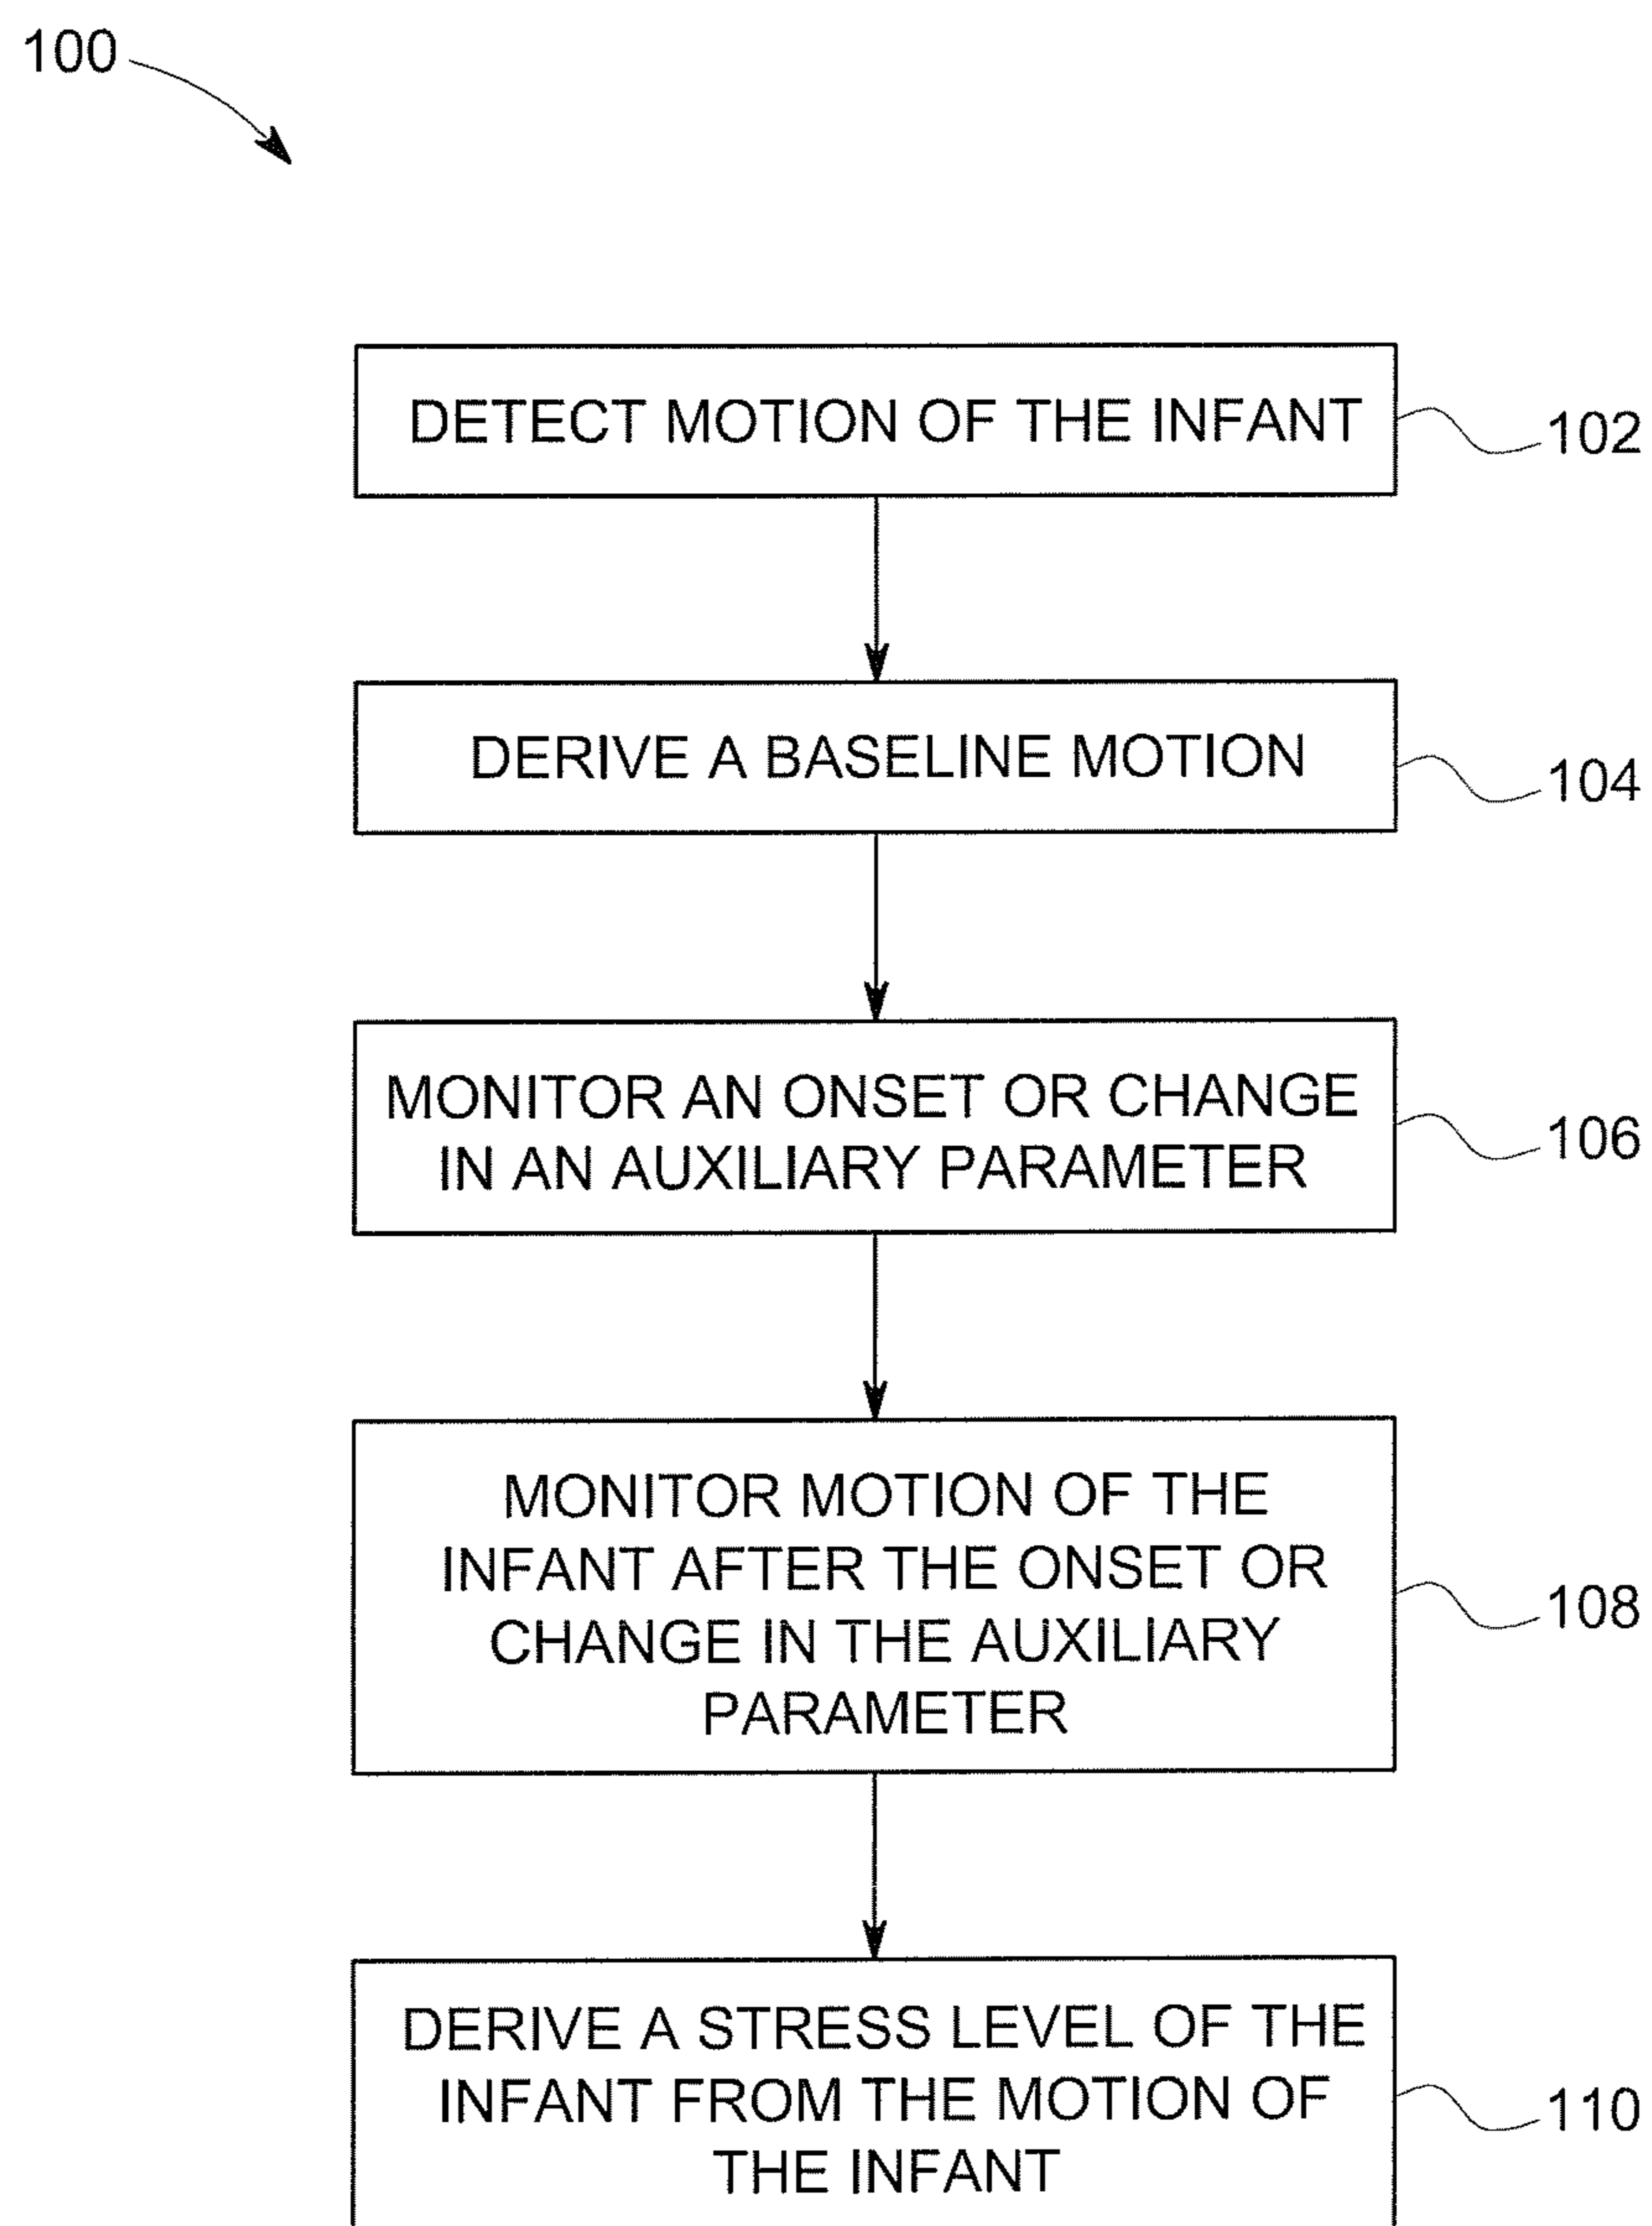 100
DETECT MOTION OF THE INFANT
102
DERIVE A BASELINE MOTION
104
MONITOR AN ONSET OR CHANGE
IN AN AUXILIARY PARAMETER
106
MONITOR MOTION OF THE
INFANT AFTER THE ONSET OR
CHANGE IN THE AUXILIARY
PARAMETER
108
DERIVE A STRESS LEVEL OF THE
INFANT FROM THE MOTION OF
THE INFANT
110